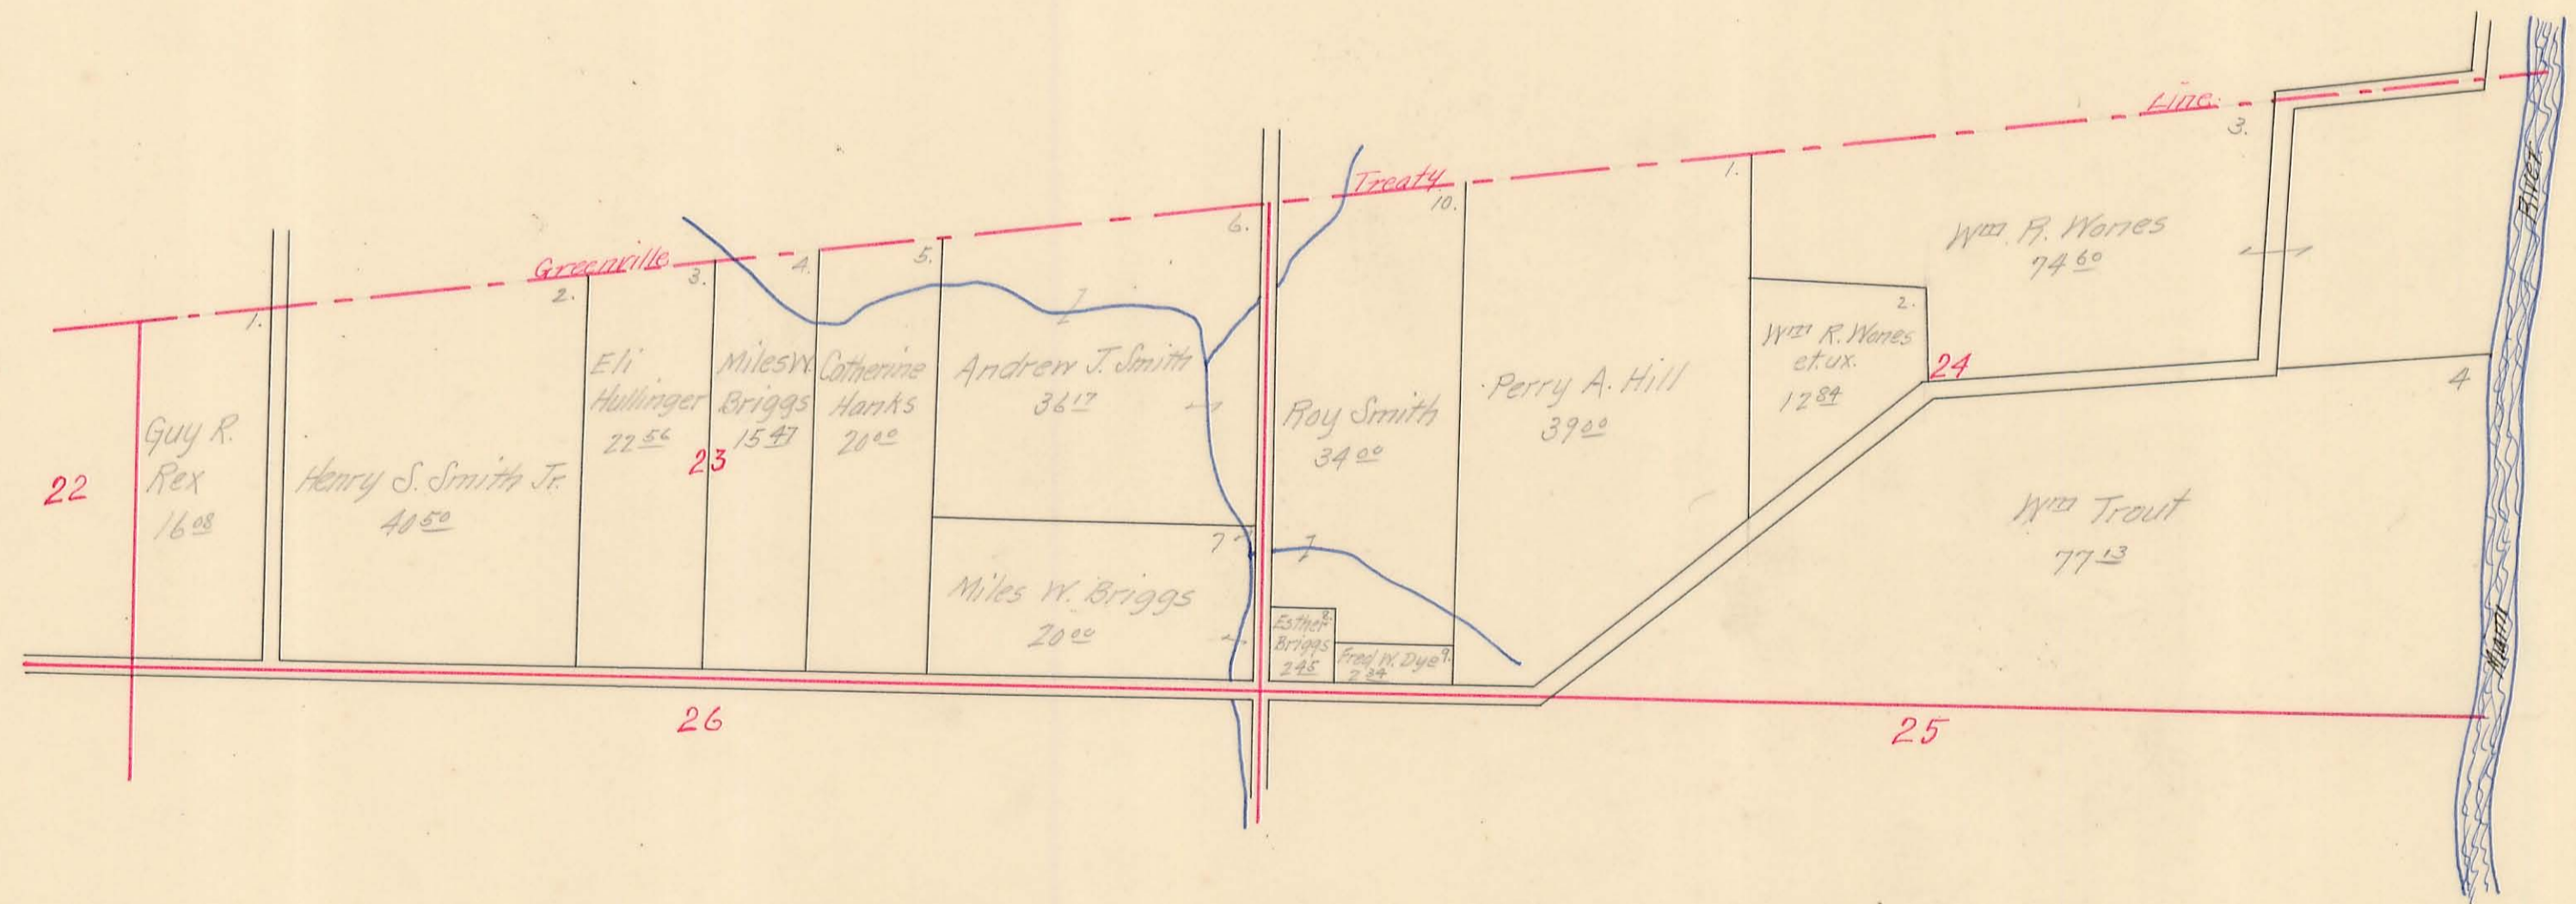 Greenville Treaty Line.
22
Guy R.
Rex
16 08
1.
Henry S. Smith Jr.
40 50
2.
Eli
Hullinger
22 56
3.
23
Miles W.
Briggs
15 47
4.
Catherine
Hanks
20 00
5.
Andrew J. Smith
36 17
6.
Miles W. Briggs
20 00
7
Roy Smith
34 00
10.
Esther
Briggs
2 45
8.
Fred W. Dye
2 34
9.
Perry A. Hill
39 00
1.
Wm R. Wones
et. ux.
12 84
2.
24
Wm. R. Wones
74 60
3.
Wm Trout
77 13
4
26
25
Miami River